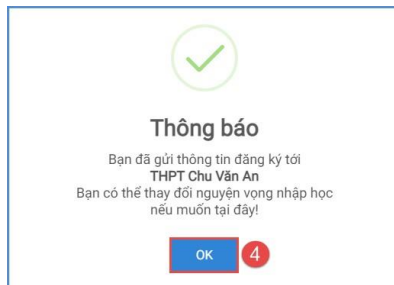 Thông báo
Bạn đã gửi thông tin đăng ký tới
THPT Chu Văn An
Bạn có thể thay đổi nguyện vọng nhập học
nếu muốn tại đây!
OK 4